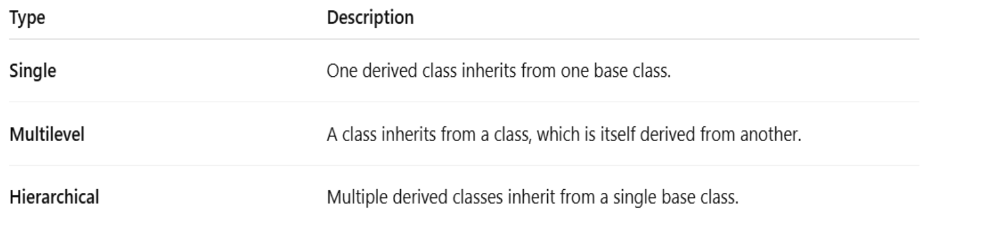 Type Description
Single One derived class inherits from one base class.
Multilevel A class inherits from a class, which is itself derived from another.
Hierarchical Multiple derived classes inherit from a single base class.